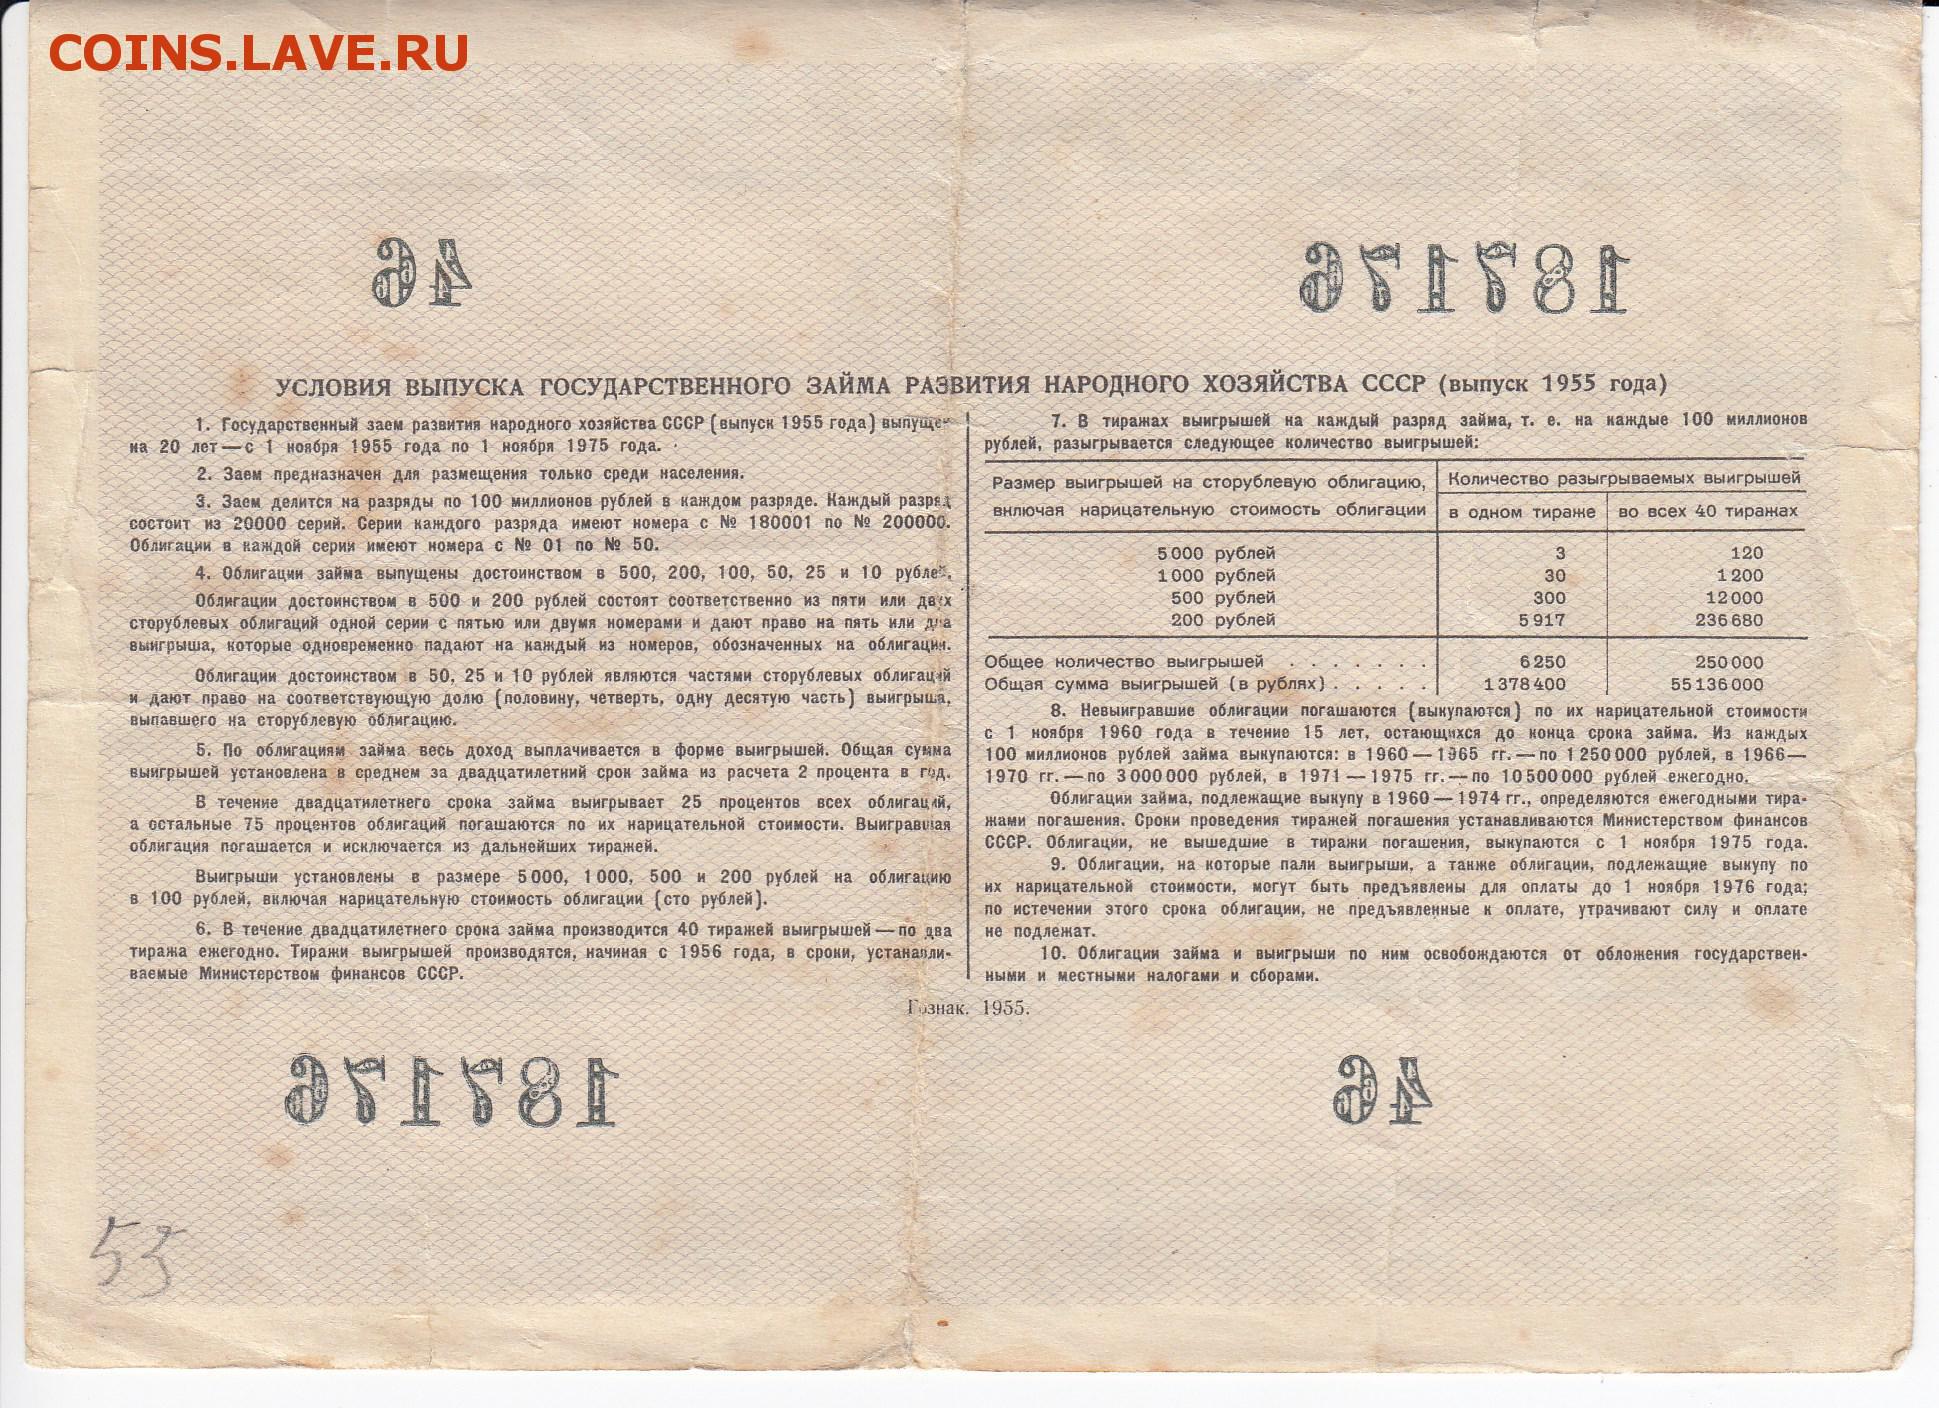 COINS.LAVE.RU
46
187176
УСЛОВИЯ ВЫПУСКА ГОСУДАРСТВЕННОГО ЗАЙМА РАЗВИТИЯ НАРОДНОГО ХОЗЯЙСТВА СССР (выпуск 1955 года)
1. Государственный заем развития народного хозяйства СССР (выпуск 1955 года) выпущен
на 20 лет—с 1 ноября 1955 года по 1 ноября 1975 года.
2. Заем предназначен для размещения только среди населения.
3. Заем делится на разряды по 100 миллионов рублей в каждом разряде. Каждый разряд
состоит из 20000 серий. Серии каждого разряда имеют номера с № 180001 по № 200000.
Облигации в каждой серии имеют номера с № 01 по № 50.
4. Облигации займа выпущены достоинством в 500, 200, 100, 50, 25 и 10 рублей.
Облигации достоинством в 500 и 200 рублей состоят соответственно из пяти или двух
сторублевых облигаций одной серии с пятью или двумя номерами и дают право на пять или два
выигрыша, которые одновременно падают на каждый из номеров, обозначенных на облигации.
Облигации достоинством в 50, 25 и 10 рублей являются частями сторублевых облигаций
и дают право на соответствующую долю (половину, четверть, одну десятую часть) выигрыша,
выпавшего на сторублевую облигацию.
5. По облигациям займа весь доход выплачивается в форме выигрышей. Общая сумма
выигрышей установлена в среднем за двадцатилетний срок займа из расчета 2 процента в год.
В течение двадцатилетнего срока займа выигрывает 25 процентов всех облигаций,
а остальные 75 процентов облигаций погашаются по их нарицательной стоимости. Выигравшая
облигация погашается и исключается из дальнейших тиражей.
Выигрыши установлены в размере 5000, 1000, 500 и 200 рублей на облигацию
в 100 рублей, включая нарицательную стоимость облигации (сто рублей).
6. В течение двадцатилетнего срока займа производится 40 тиражей выигрышей—по два
тиража ежегодно. Тиражи выигрышей производятся, начиная с 1956 года, в сроки, устанавли-
ваемые Министерством финансов СССР.
7. В тиражах выигрышей на каждый разряд займа, т. е. на каждые 100 миллионов
рублей, разыгрывается следующее количество выигрышей:
Размер выигрышей на сторублевую облигацию, включая нарицательную стоимость облигации
Количество разыгрываемых выигрышей
в одном тираже во всех 40 тиражах
5000 рублей 3 120
1000 рублей 30 1200
500 рублей 300 12000
200 рублей 5917 236680
Общее количество выигрышей . . . . . . . 6250 250000
Общая сумма выигрышей (в рублях) . . . . . 1378400 55136000
8. Невыигравшие облигации погашаются (выкупаются) по их нарицательной стоимости
с 1 ноября 1960 года в течение 15 лет, остающихся до конца срока займа. Из каждых
100 миллионов рублей займа выкупаются: в 1960—1965 гг.—по 1250000 рублей, в 1966—
1970 гг.—по 3000000 рублей, в 1971—1975 гг.—по 10500000 рублей ежегодно.
Облигации займа, подлежащие выкупу в 1960—1974 гг., определяются ежегодными тира-
жами погашения. Сроки проведения тиражей погашения устанавливаются Министерством финансов
СССР. Облигации, не вышедшие в тиражи погашения, выкупаются с 1 ноября 1975 года.
9. Облигации, на которые пали выигрыши, а также облигации, подлежащие выкупу по
их нарицательной стоимости, могут быть предъявлены для оплаты до 1 ноября 1976 года;
по истечении этого срока облигации, не предъявленные к оплате, утрачивают силу и оплате
не подлежат.
10. Облигации займа и выигрыши по ним освобождаются от обложения государствен-
ными и местными налогами и сборами.
Гознак. 1955.
187176
46
53